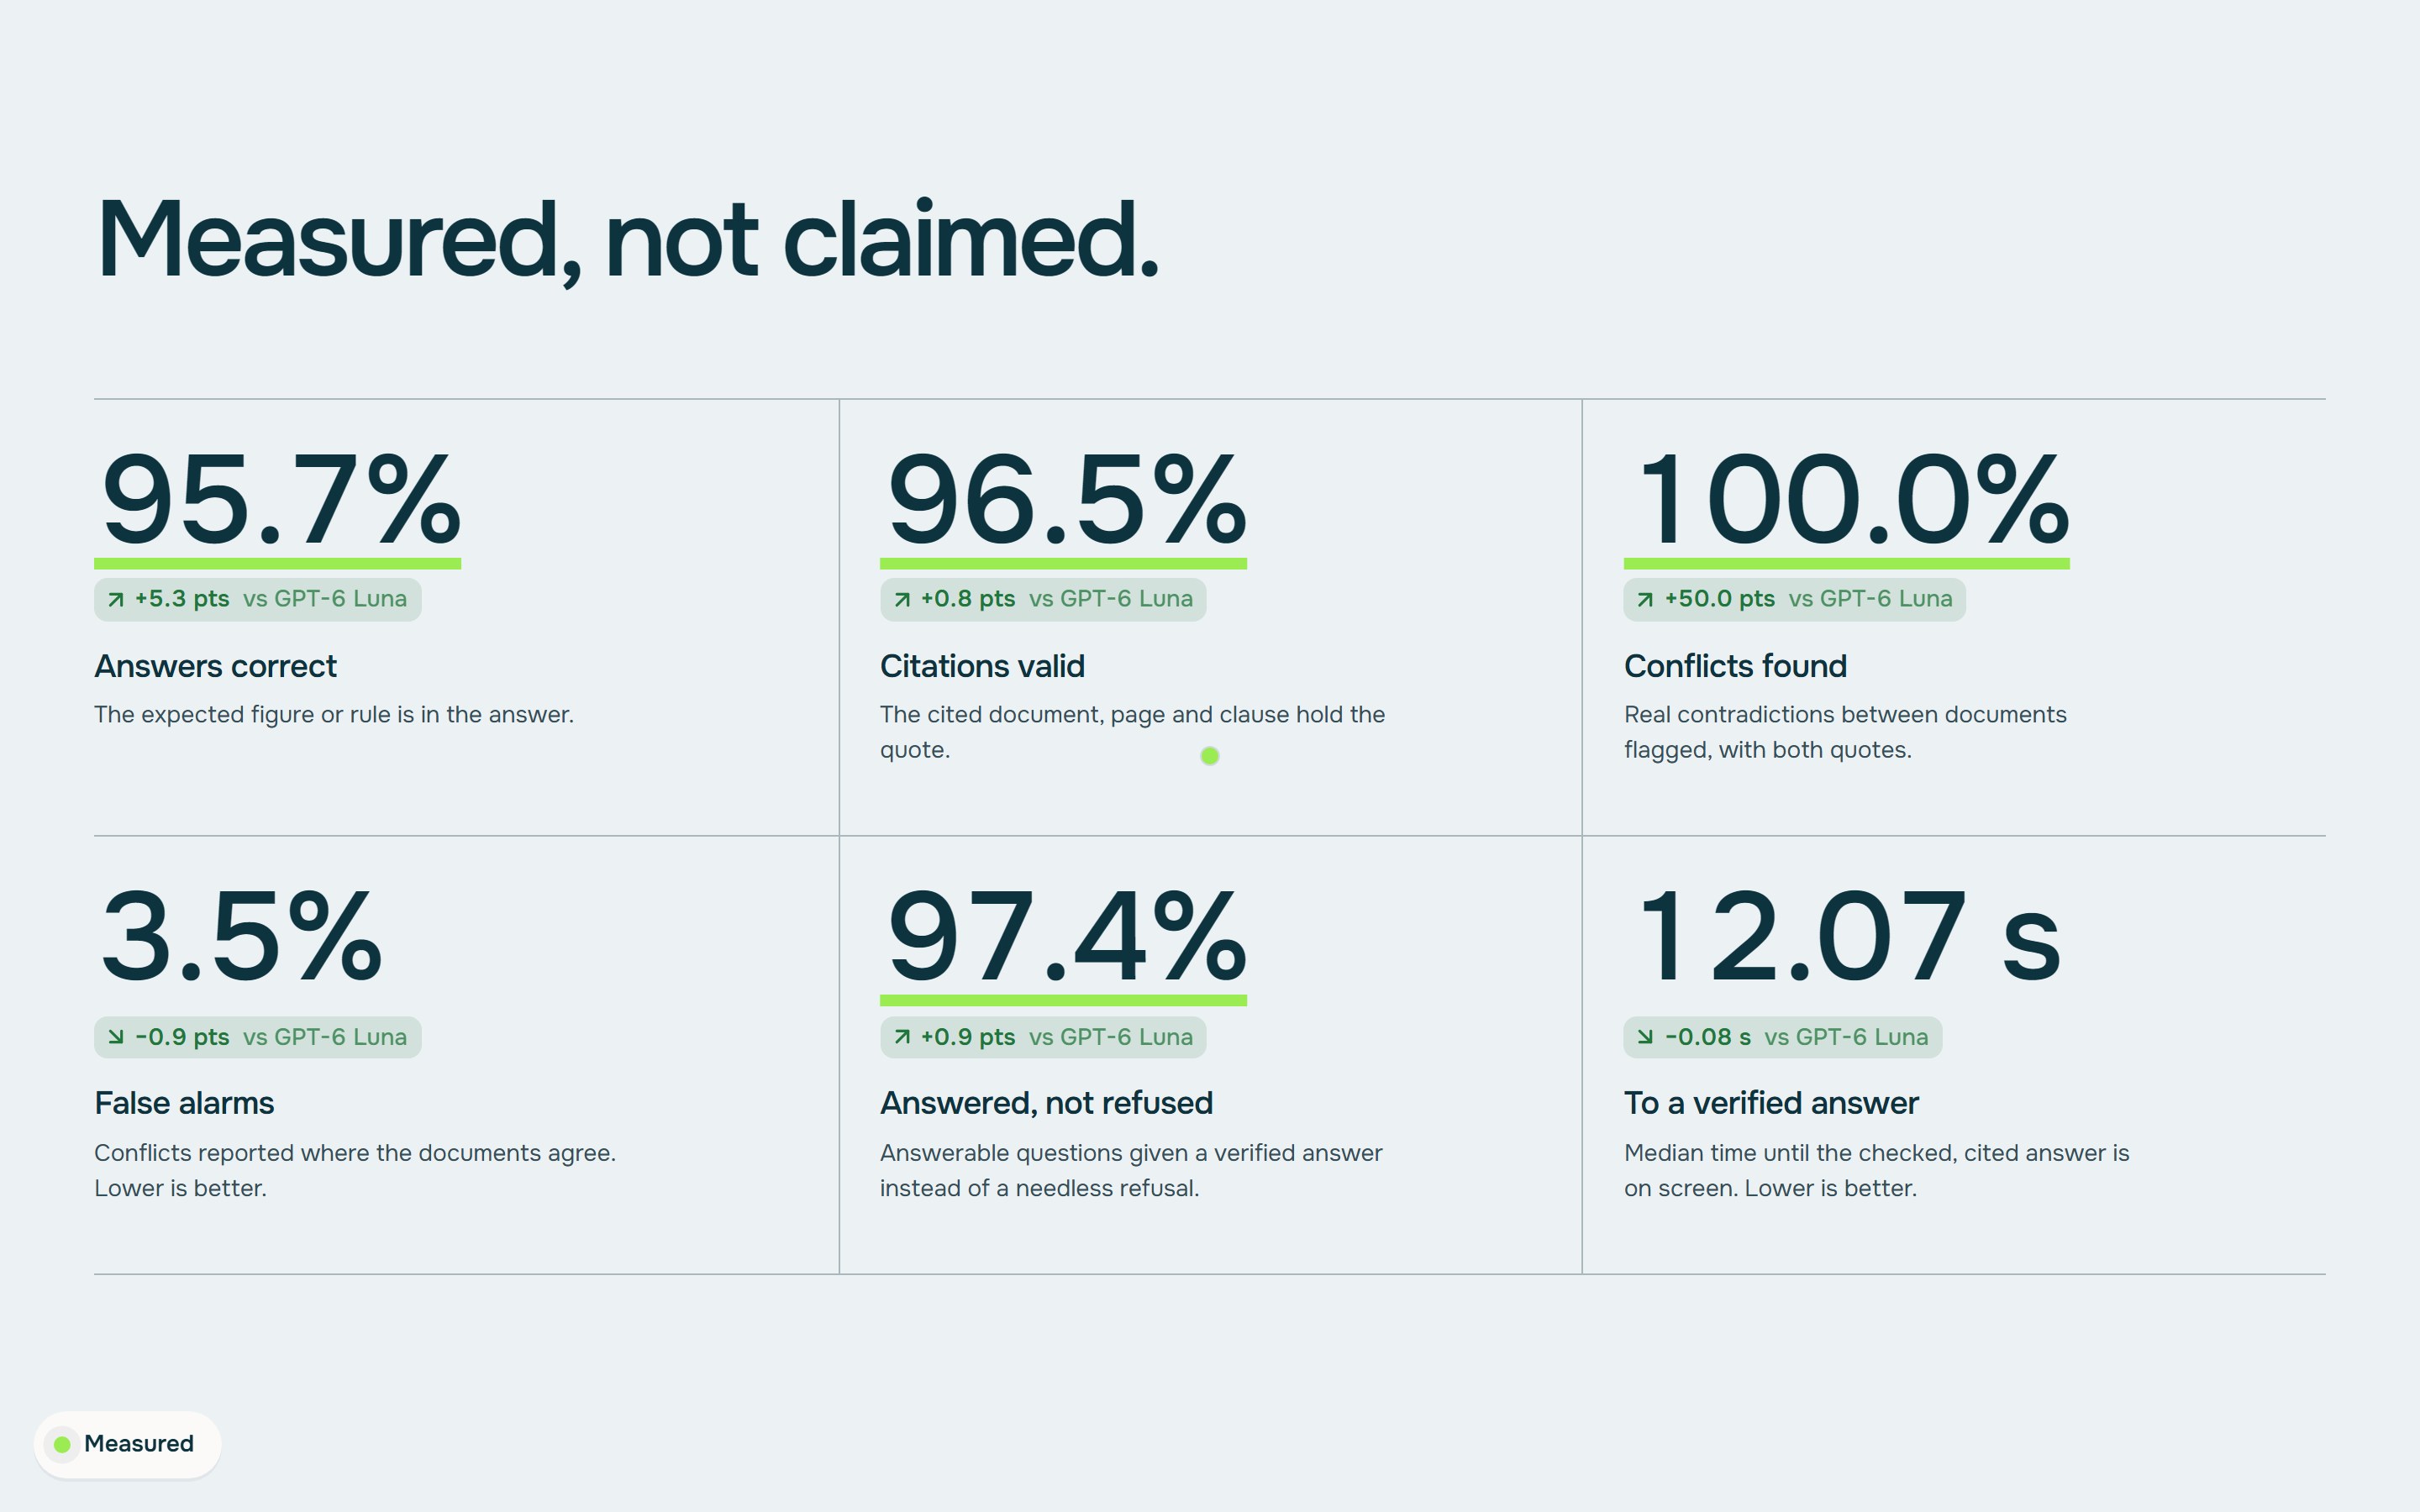 Measured, not claimed.
95.7%
+5.3 pts vs GPT-6 Luna
Answers correct
The expected figure or rule is in the answer.
96.5%
+0.8 pts vs GPT-6 Luna
Citations valid
The cited document, page and clause hold the
quote.
100.0%
+50.0 pts vs GPT-6 Luna
Conflicts found
Real contradictions between documents
flagged, with both quotes.
3.5%
−0.9 pts vs GPT-6 Luna
False alarms
Conflicts reported where the documents agree.
Lower is better.
97.4%
+0.9 pts vs GPT-6 Luna
Answered, not refused
Answerable questions given a verified answer
instead of a needless refusal.
12.07 s
−0.08 s vs GPT-6 Luna
To a verified answer
Median time until the checked, cited answer is
on screen. Lower is better.
Measured